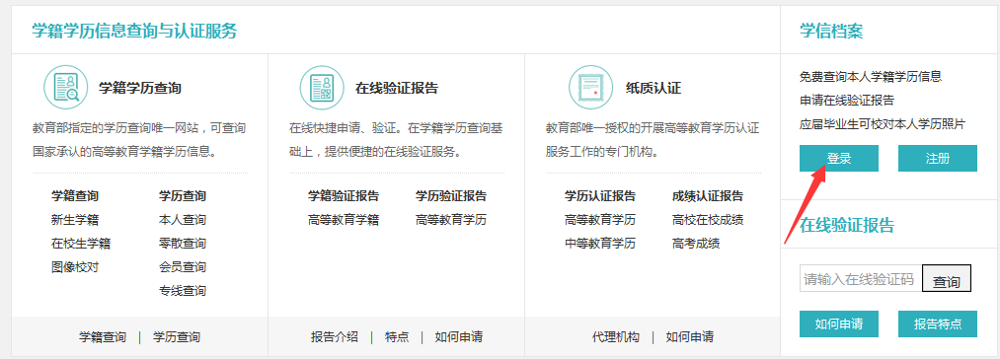 学籍学历信息查询与认证服务
学籍学历查询
教育部指定的学历查询唯一网站，可查询
国家承认的高等教育学籍学历信息。
学籍查询
新生学籍
在校生学籍
图像校对
学历查询
本人查询
零散查询
会员查询
专线查询
学籍查询 | 学历查询
在线验证报告
在线快捷申请、验证。在学籍学历查询基
础上，提供便捷的在线验证服务。
学籍验证报告
高等教育学籍
学历验证报告
高等教育学历
报告介绍 | 特点 | 如何申请
纸质认证
教育部唯一授权的开展高等教育学历认证
服务工作的专门机构。
学历认证报告
高等教育学历
中等教育学历
成绩认证报告
高校在校成绩
高考成绩
代理机构 | 如何申请
学信档案
免费查询本人学籍学历信息
申请在线验证报告
应届毕业生可校对本人学历照片
登录 注册
在线验证报告
请输入在线验证码 查询
如何申请 报告特点